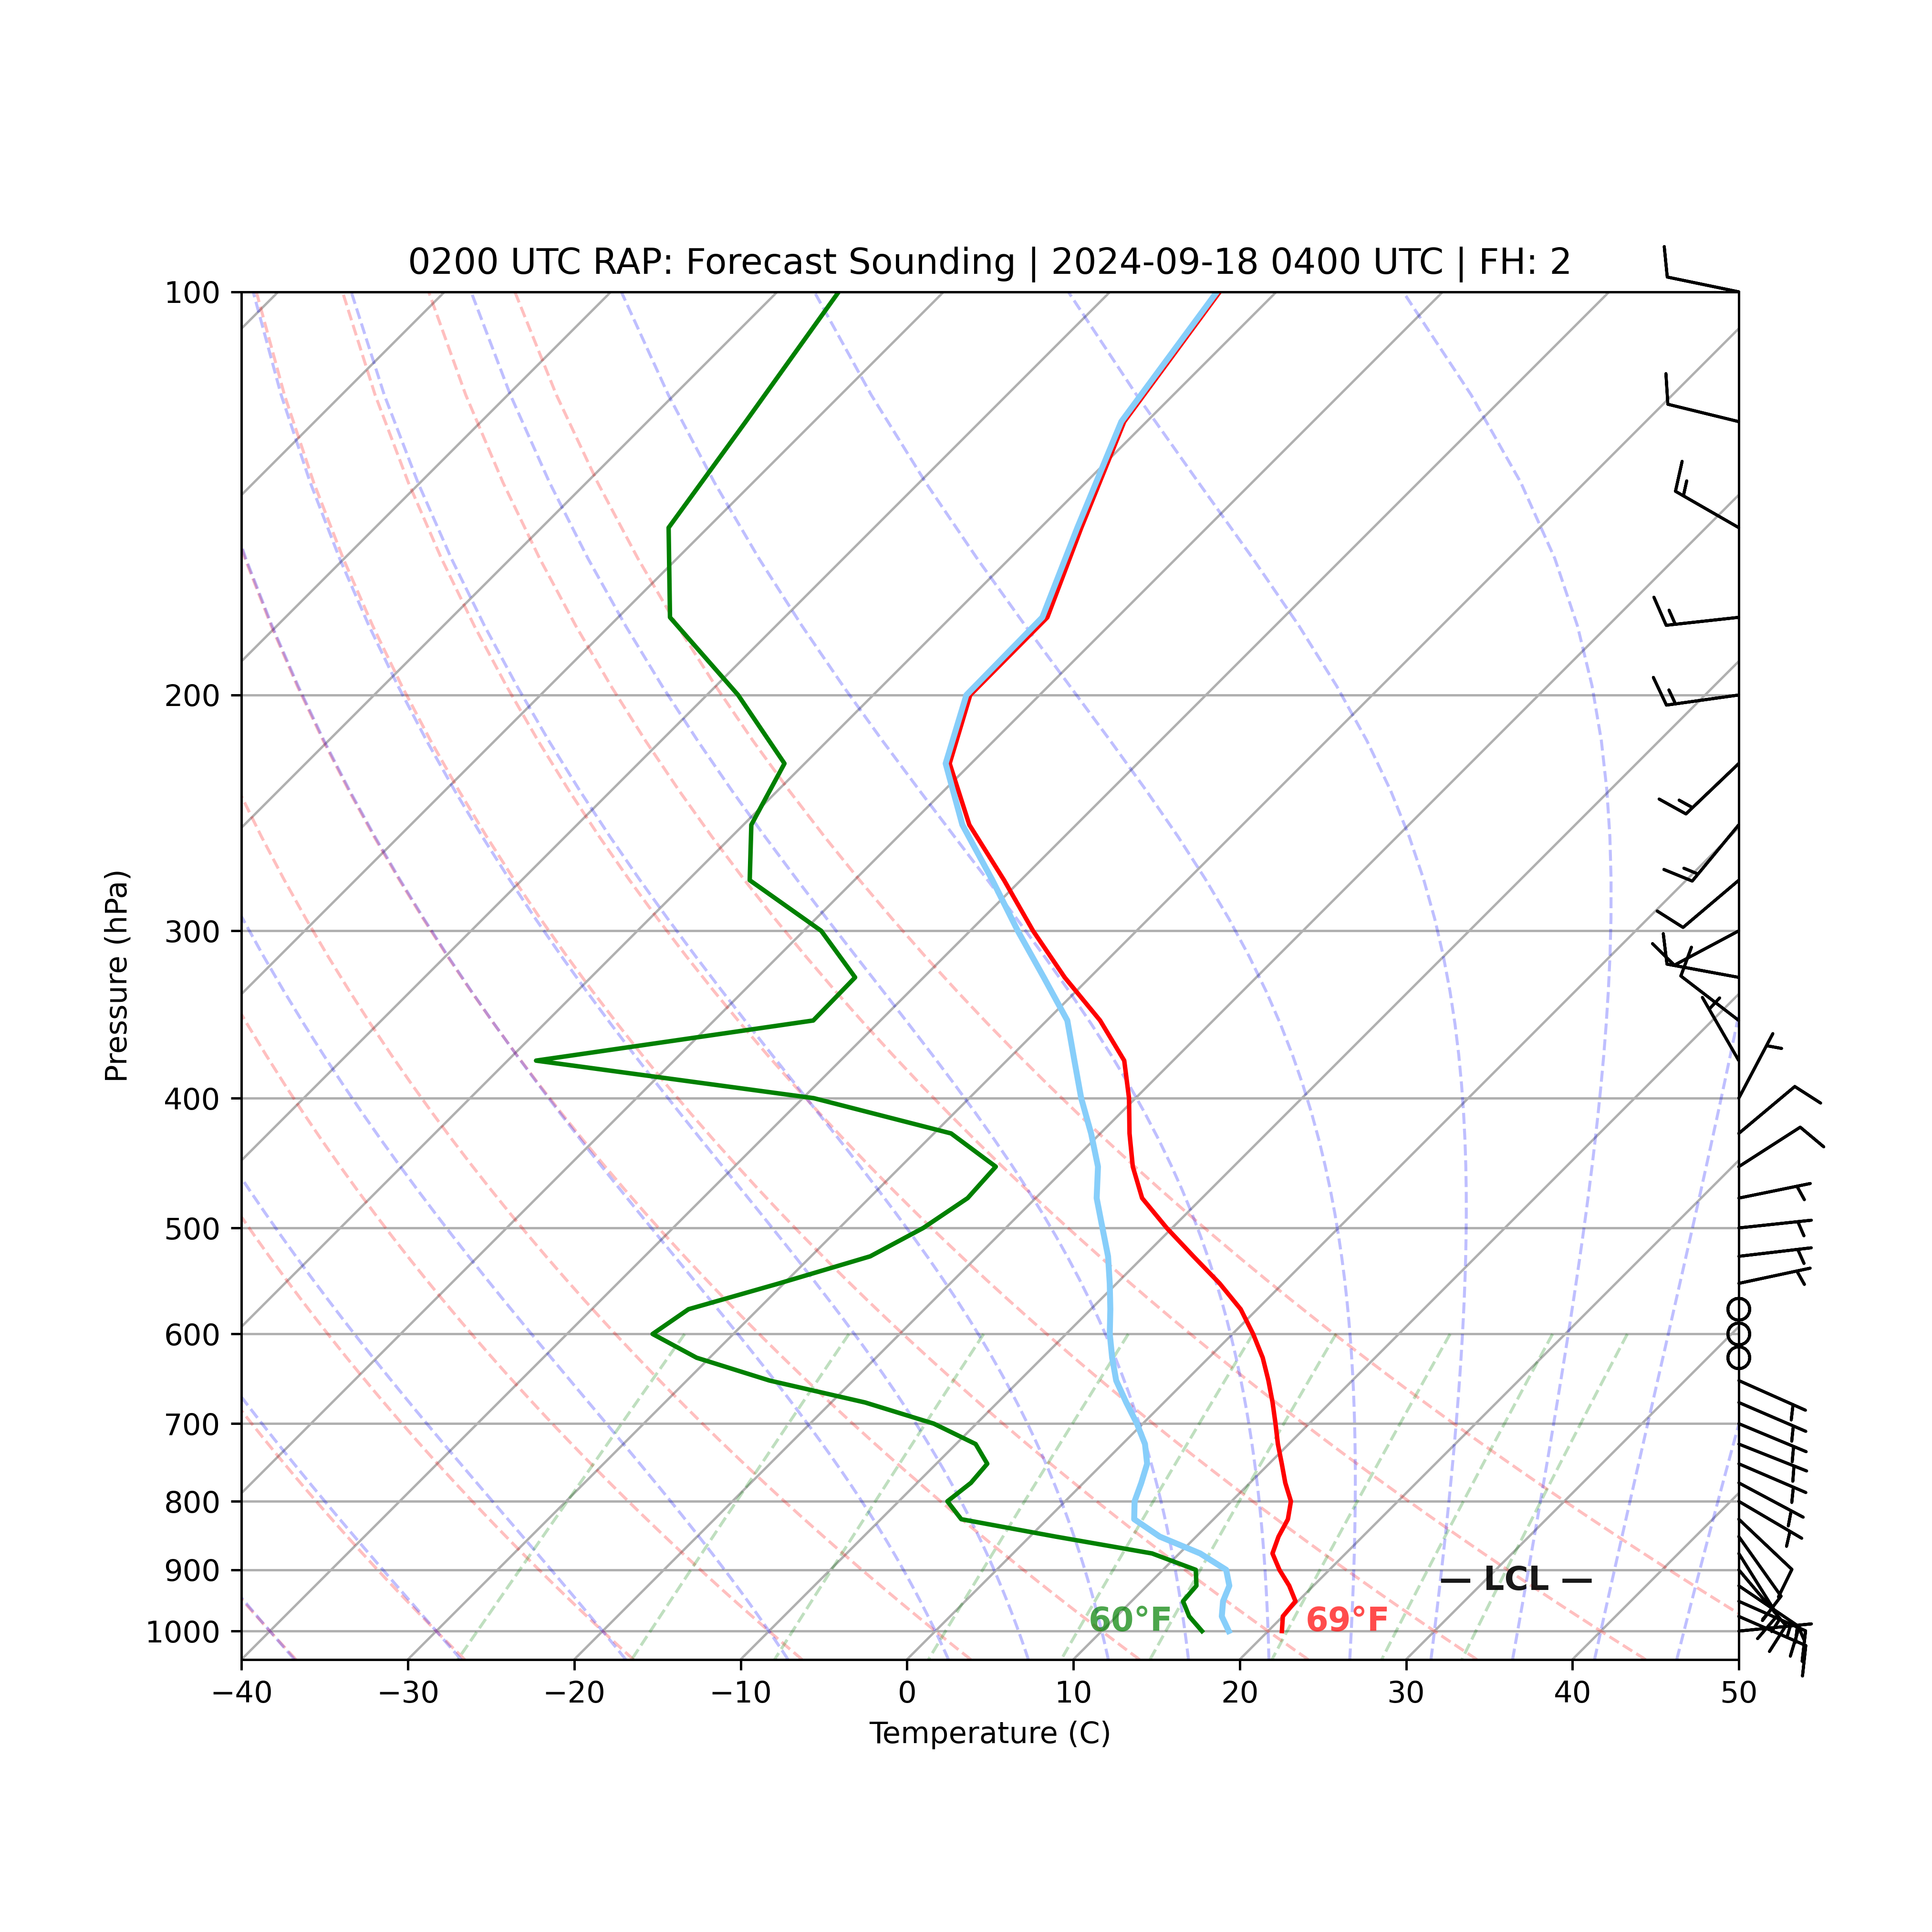 0200 UTC RAP: Forecast Sounding | 2024-09-18 0400 UTC | FH: 2
100
200
300
400
500
600
700
800
900
1000
Pressure (hPa)
— LCL —
60°F
69°F
−40 −30 −20 −10 0 10 20 30 40 50
Temperature (C)